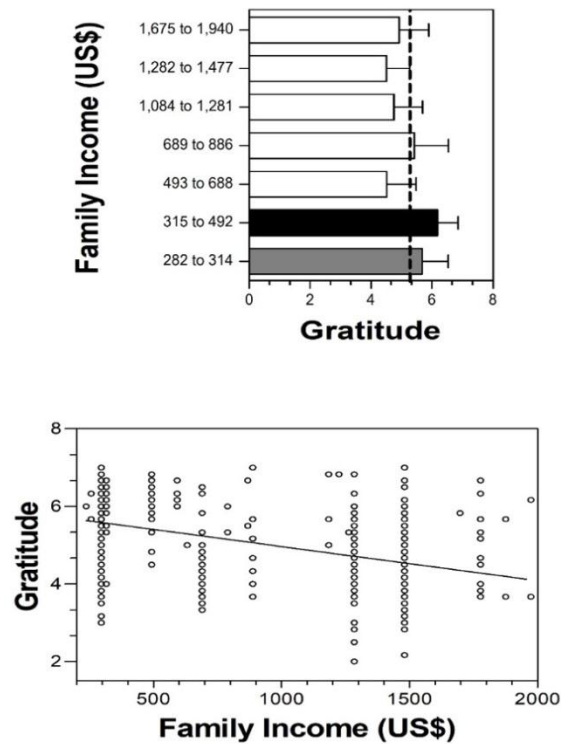 Family Income (US$)
1,675 to 1,940
1,282 to 1,477
1,084 to 1,281
689 to 886
493 to 688
315 to 492
282 to 314
0 2 4 6 8
Gratitude
Gratitude
8
6
4
2
500 1000 1500 2000
Family Income (US$)